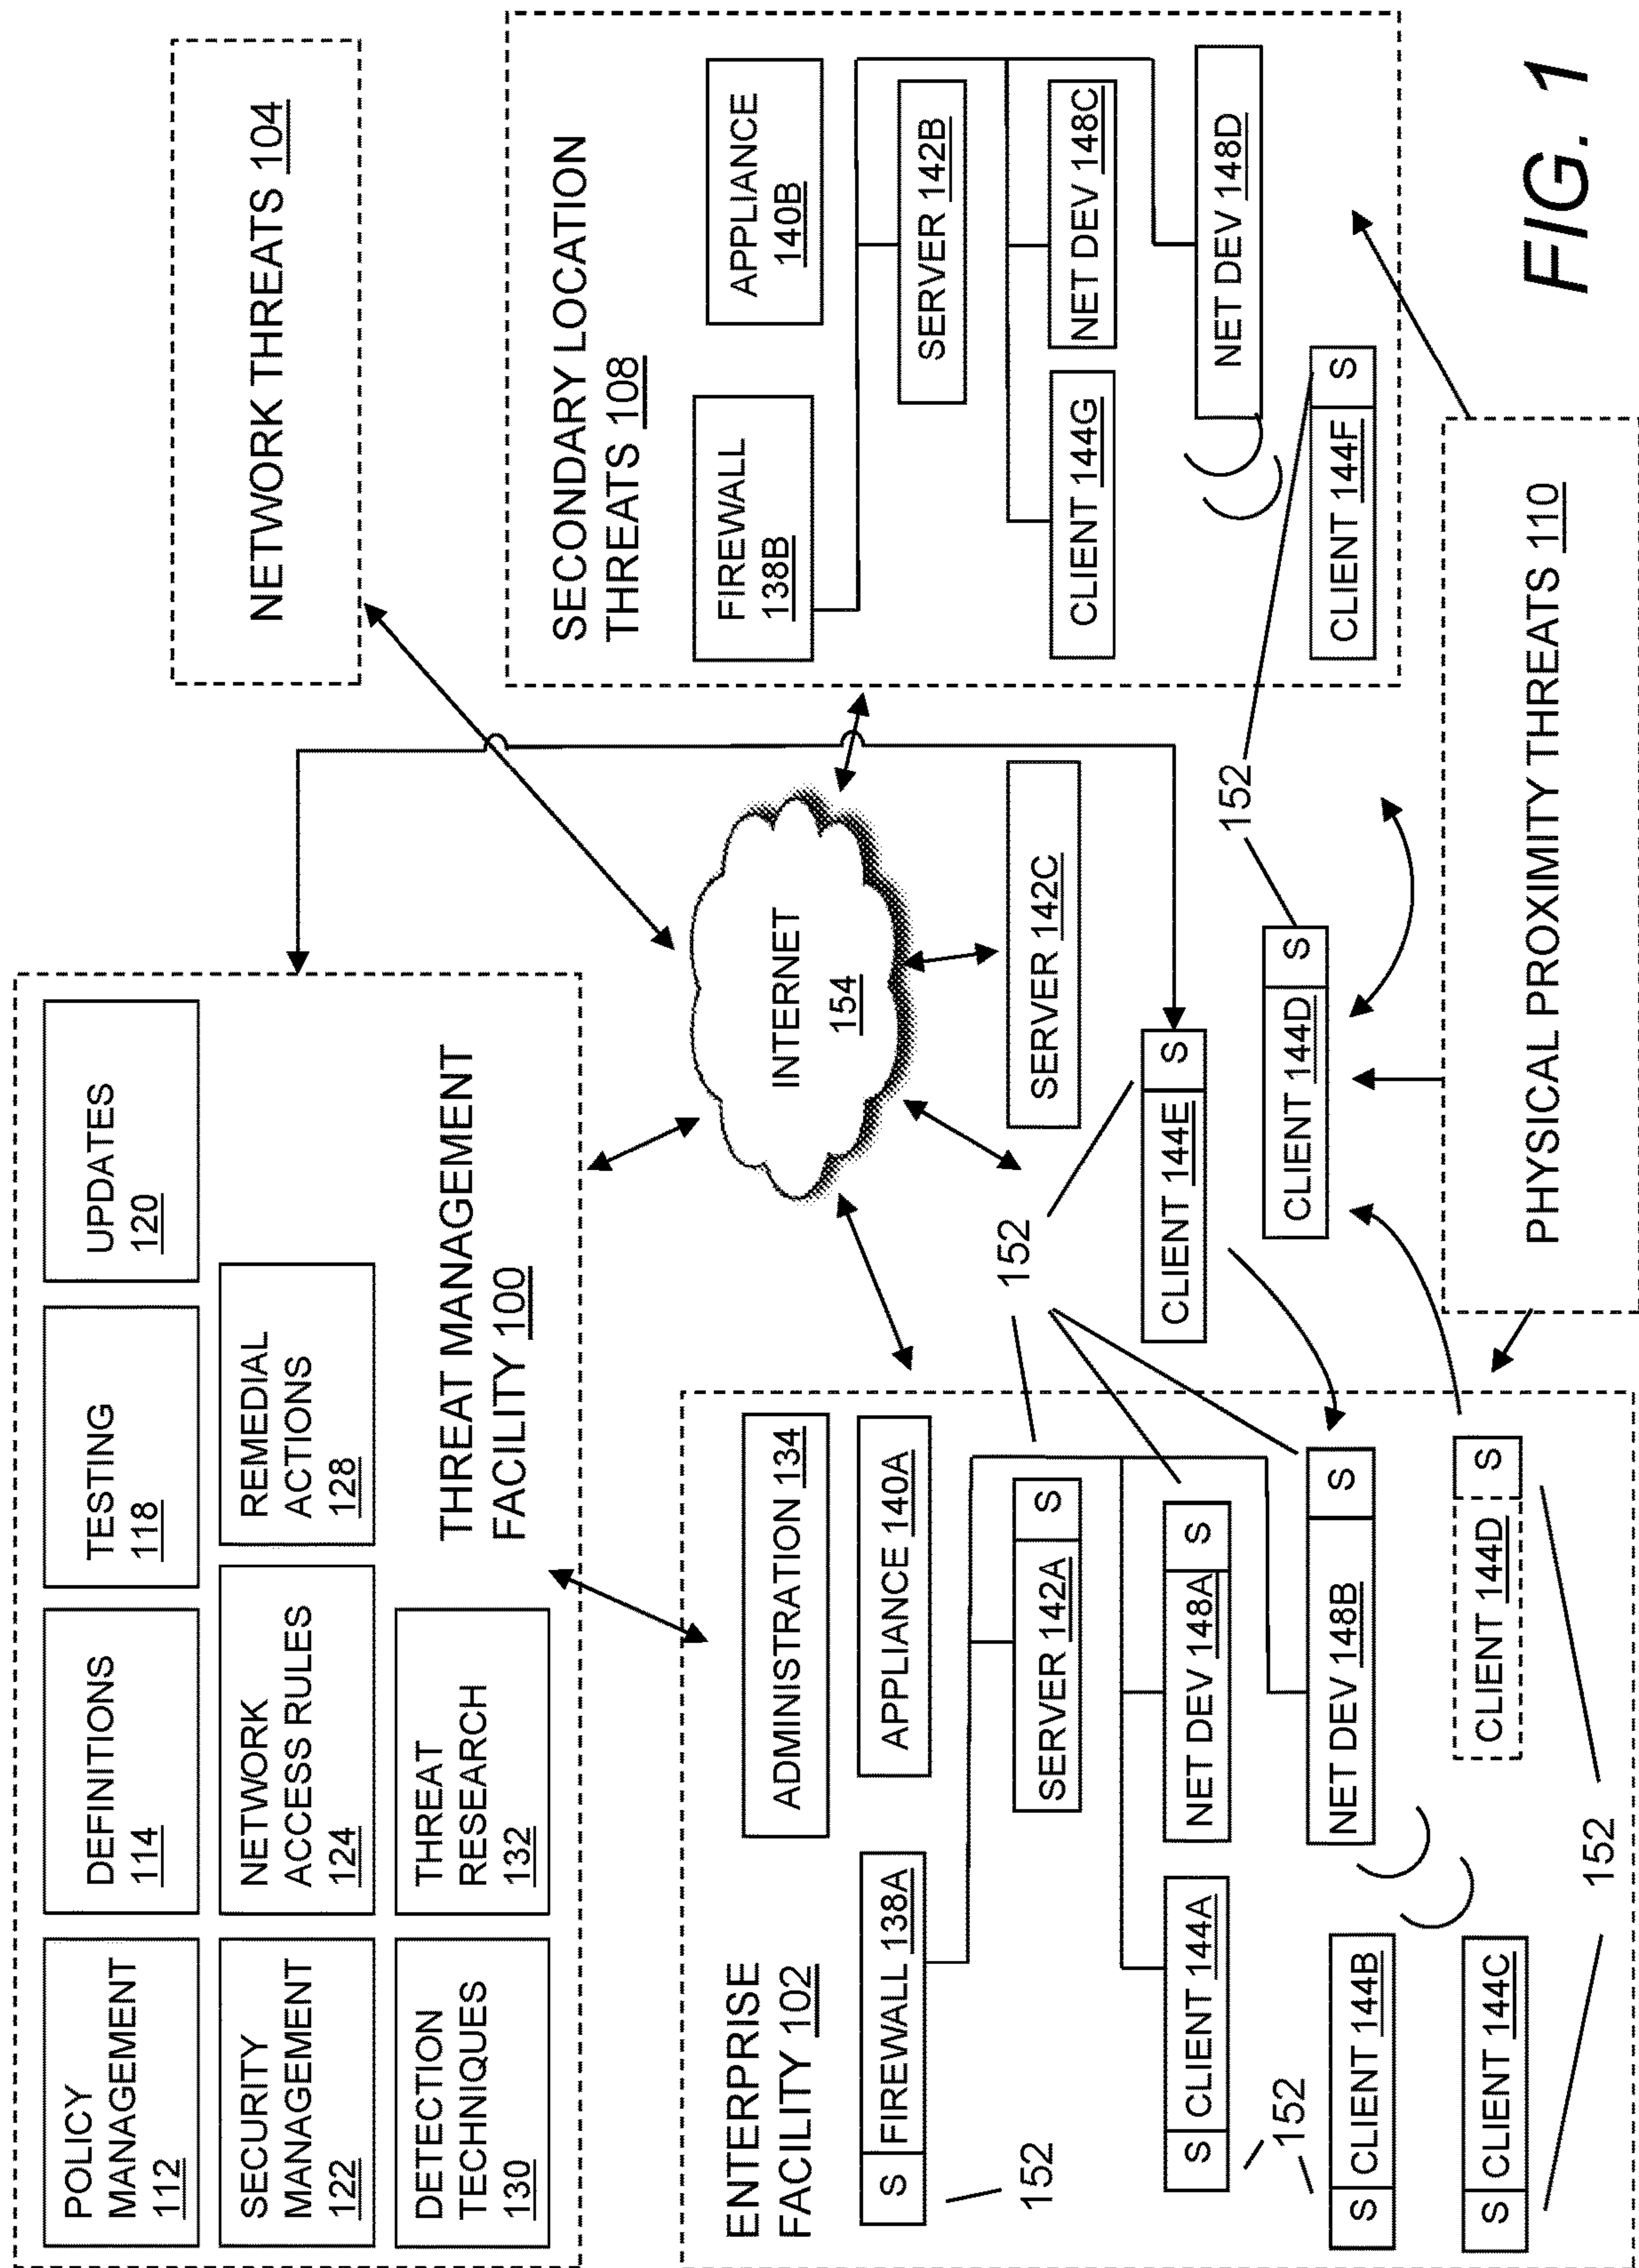 POLICY
MANAGEMENT
112
DEFINITIONS
114
TESTING
118
UPDATES
120
SECURITY
MANAGEMENT
122
NETWORK
ACCESS RULES
124
REMEDIAL
ACTIONS
128
DETECTION
TECHNIQUES
130
THREAT
RESEARCH
132
THREAT MANAGEMENT
FACILITY 100
NETWORK THREATS 104
ENTERPRISE
FACILITY 102
ADMINISTRATION 134
S FIREWALL 138A
APPLIANCE 140A
152
SERVER 142A S
S CLIENT 144A
NET DEV 148A S
152
S CLIENT 144B
NET DEV 148B S
S CLIENT 144C
CLIENT 144D S
152
INTERNET
154
SERVER 142C
152
CLIENT 144E S
CLIENT 144D S
152
SECONDARY LOCATION
THREATS 108
FIREWALL
138B
APPLIANCE
140B
SERVER 142B
CLIENT 144G
NET DEV 148C
NET DEV 148D
CLIENT 144F S
PHYSICAL PROXIMITY THREATS 110
FIG. 1